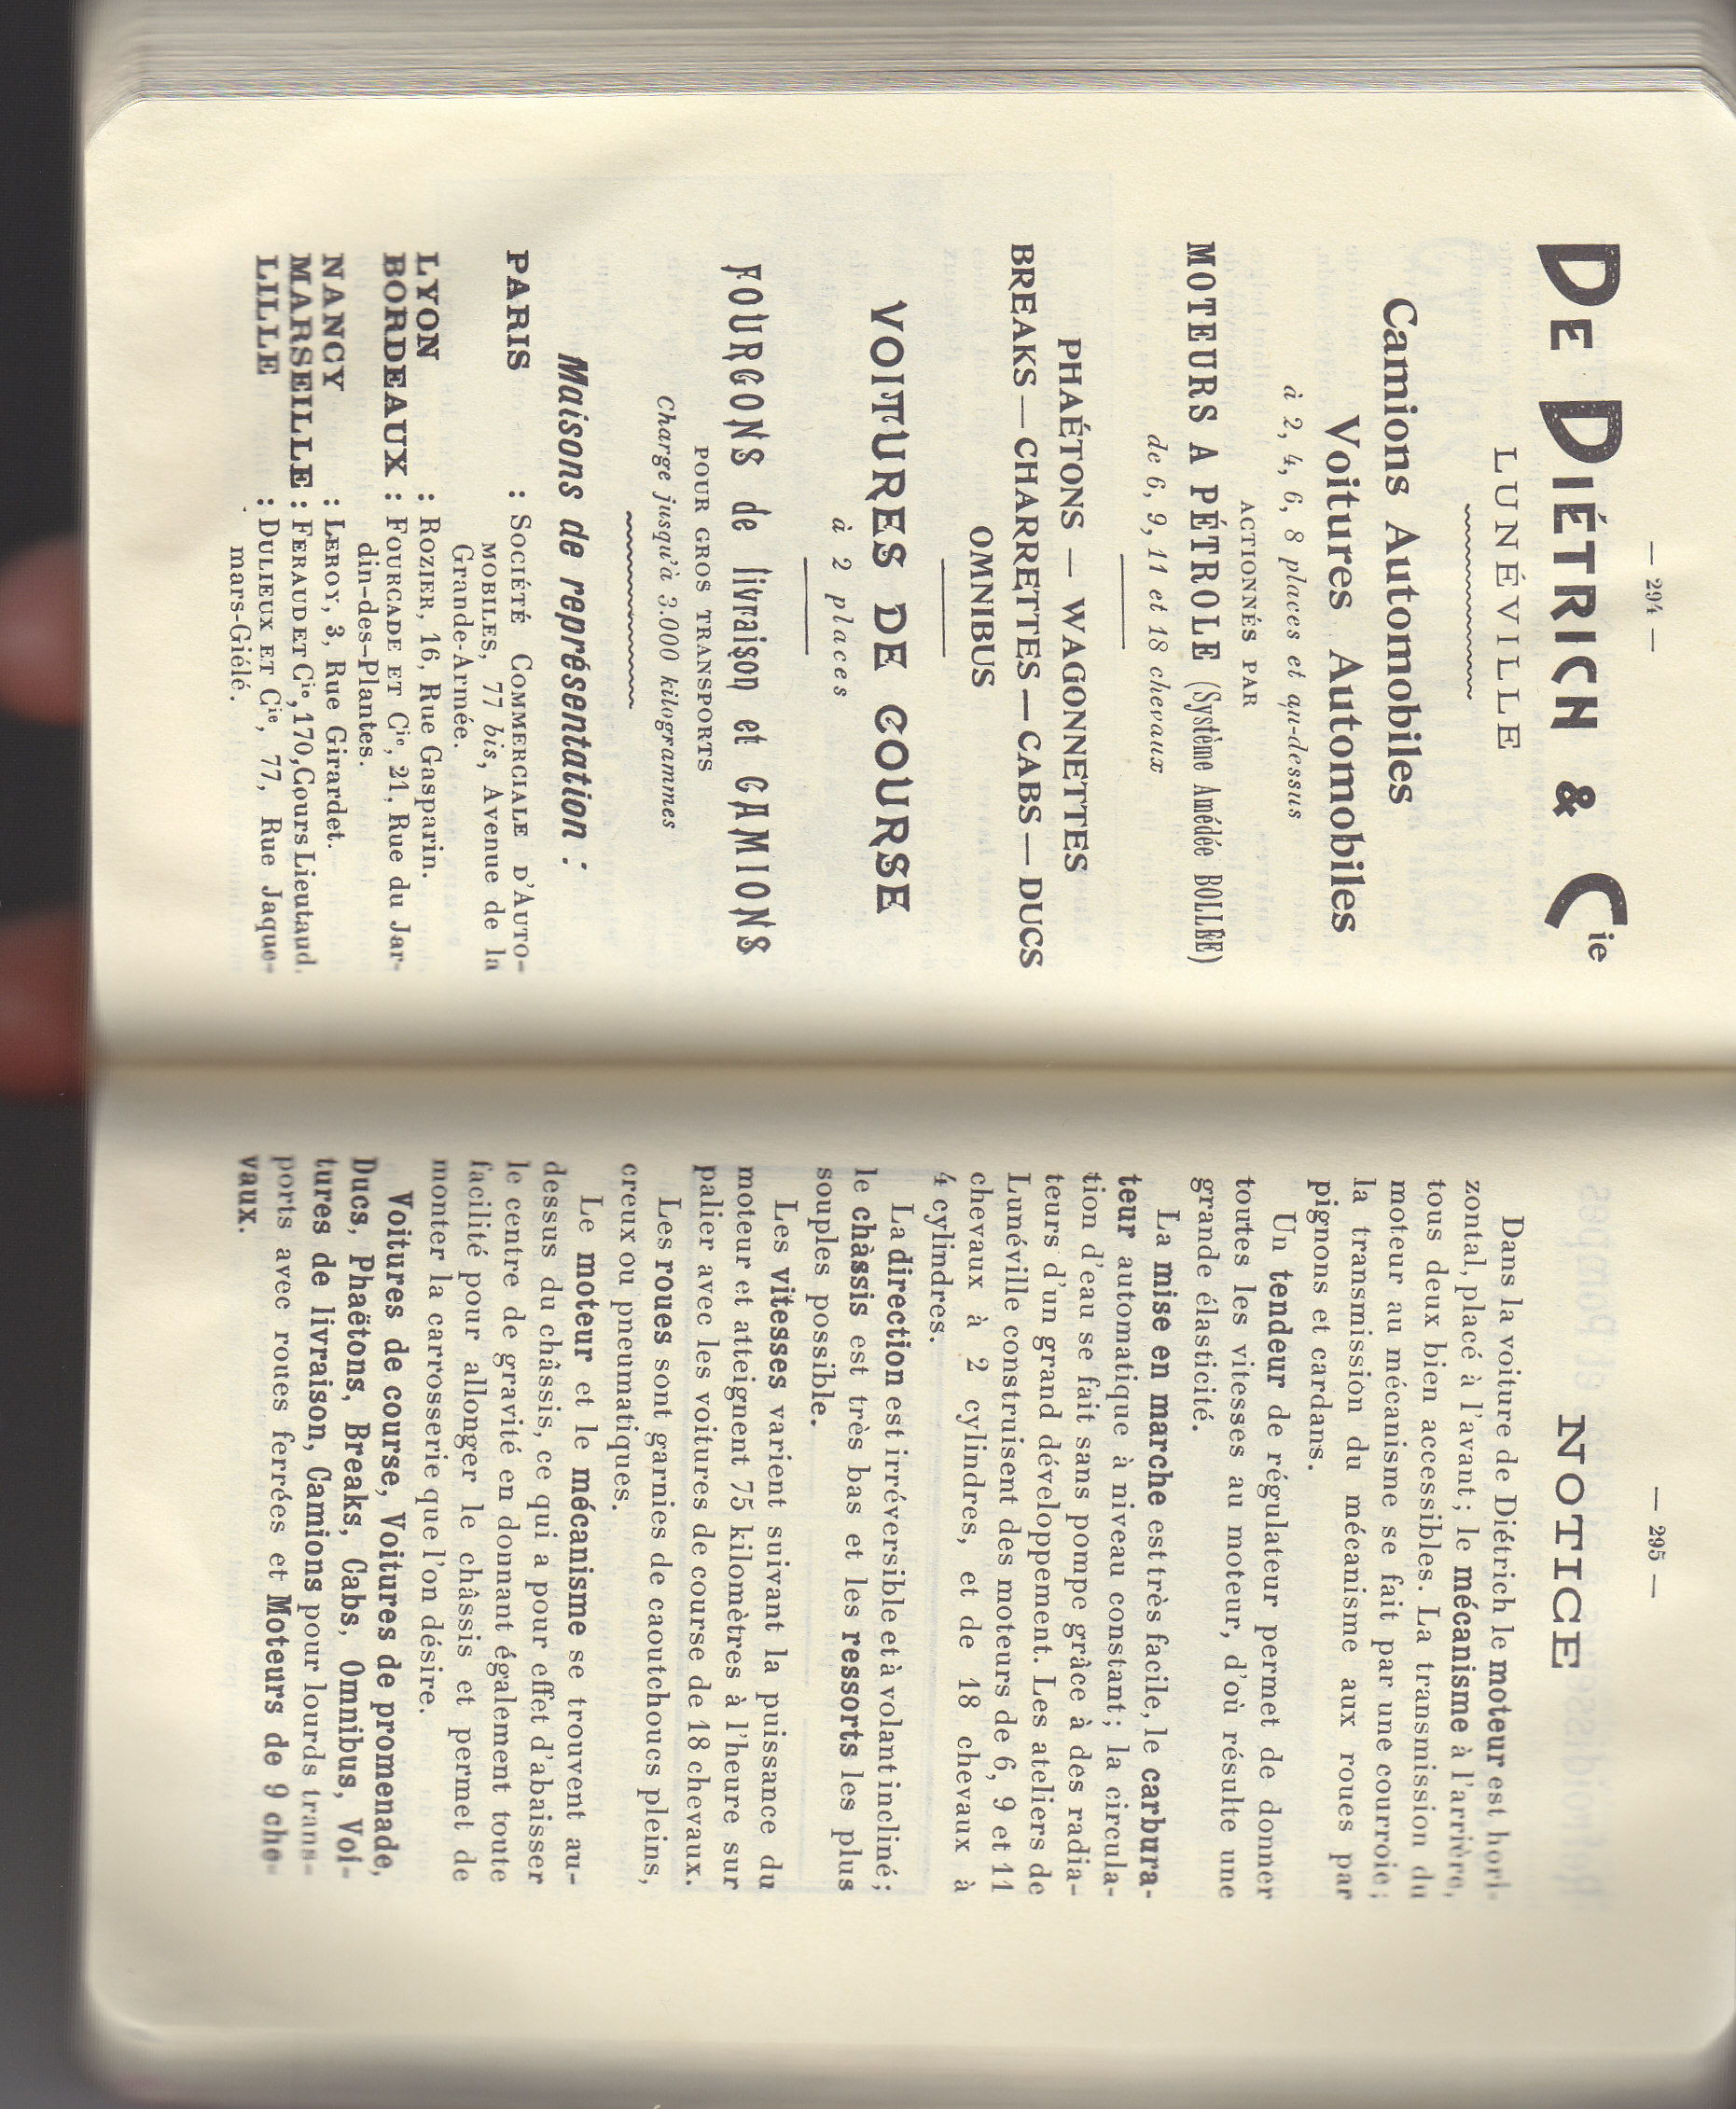 — 294 —
DE DIÉTRICH & Cie
LUNÉVILLE
Camions Automobiles
Voitures Automobiles
à 2, 4, 6, 8 places et au-dessus
ACTIONNÉS PAR
MOTEURS A PÉTROLE (Système Amédée BOLLÉE)
de 6, 9, 11 et 18 chevaux
PHAÉTONS — WAGONNETTES
BREAKS — CHARRETTES — CABS — DUCS
OMNIBUS
VOITURES DE COURSE
à 2 places
FOURGONS de livraison et CAMIONS
POUR GROS TRANSPORTS
Charge jusqu'à 3.000 kilogrammes
Maisons de représentation :
PARIS : SOCIÉTÉ COMMERCIALE D'AUTO-
MOBILES, 77 bis, Avenue de la
Grande-Armée.
LYON : ROZIER, 16, Rue Gasparin.
BORDEAUX : FOURCADE ET Cie, 21, Rue du Jar-
din-des-Plantes.
NANCY : LEROY, 3, Rue Girardet.
MARSEILLE : FERAUD ET Cie, 170, Cours Lieutaud.
LILLE : DULIEUX ET Cie, 77, Rue Jaque-
mars-Giélé.
— 295 —
NOTICE
Dans la voiture de Diétrich le moteur est hori-
zontal, placé à l'avant ; le mécanisme à l'arrière,
tous deux bien accessibles. La transmission du
moteur au mécanisme se fait par une courroie ;
la transmission du mécanisme aux roues par
pignons et cardans.
Un tendeur de régulateur permet de donner
toutes les vitesses au moteur, d'où résulte une
grande élasticité.
La mise en marche est très facile, le carbura-
teur automatique à niveau constant ; la circula-
tion d'eau se fait sans pompe grâce à des radia-
teurs d'un grand développement. Les ateliers de
Lunéville construisent des moteurs de 6, 9 et 11
chevaux à 2 cylindres, et de 18 chevaux à
4 cylindres.
La direction est irréversible et à volant incliné ;
le châssis est très bas et les ressorts les plus
souples possible.
Les vitesses varient suivant la puissance du
moteur et atteignent 75 kilomètres à l'heure sur
palier avec les voitures de course de 18 chevaux.
Les roues sont garnies de caoutchoucs pleins,
creux ou pneumatiques.
Le moteur et le mécanisme se trouvent au-
dessus du châssis, ce qui a pour effet d'abaisser
le centre de gravité en donnant également toute
facilité pour allonger le châssis et permet de
monter la carrosserie que l'on désire.
Voitures de course, Voitures de promenade,
Ducs, Phaëtons, Breaks, Cabs, Omnibus, Voi-
tures de livraison, Camions pour lourds trans-
ports avec roues ferrées et Moteurs de 9 che-
vaux.